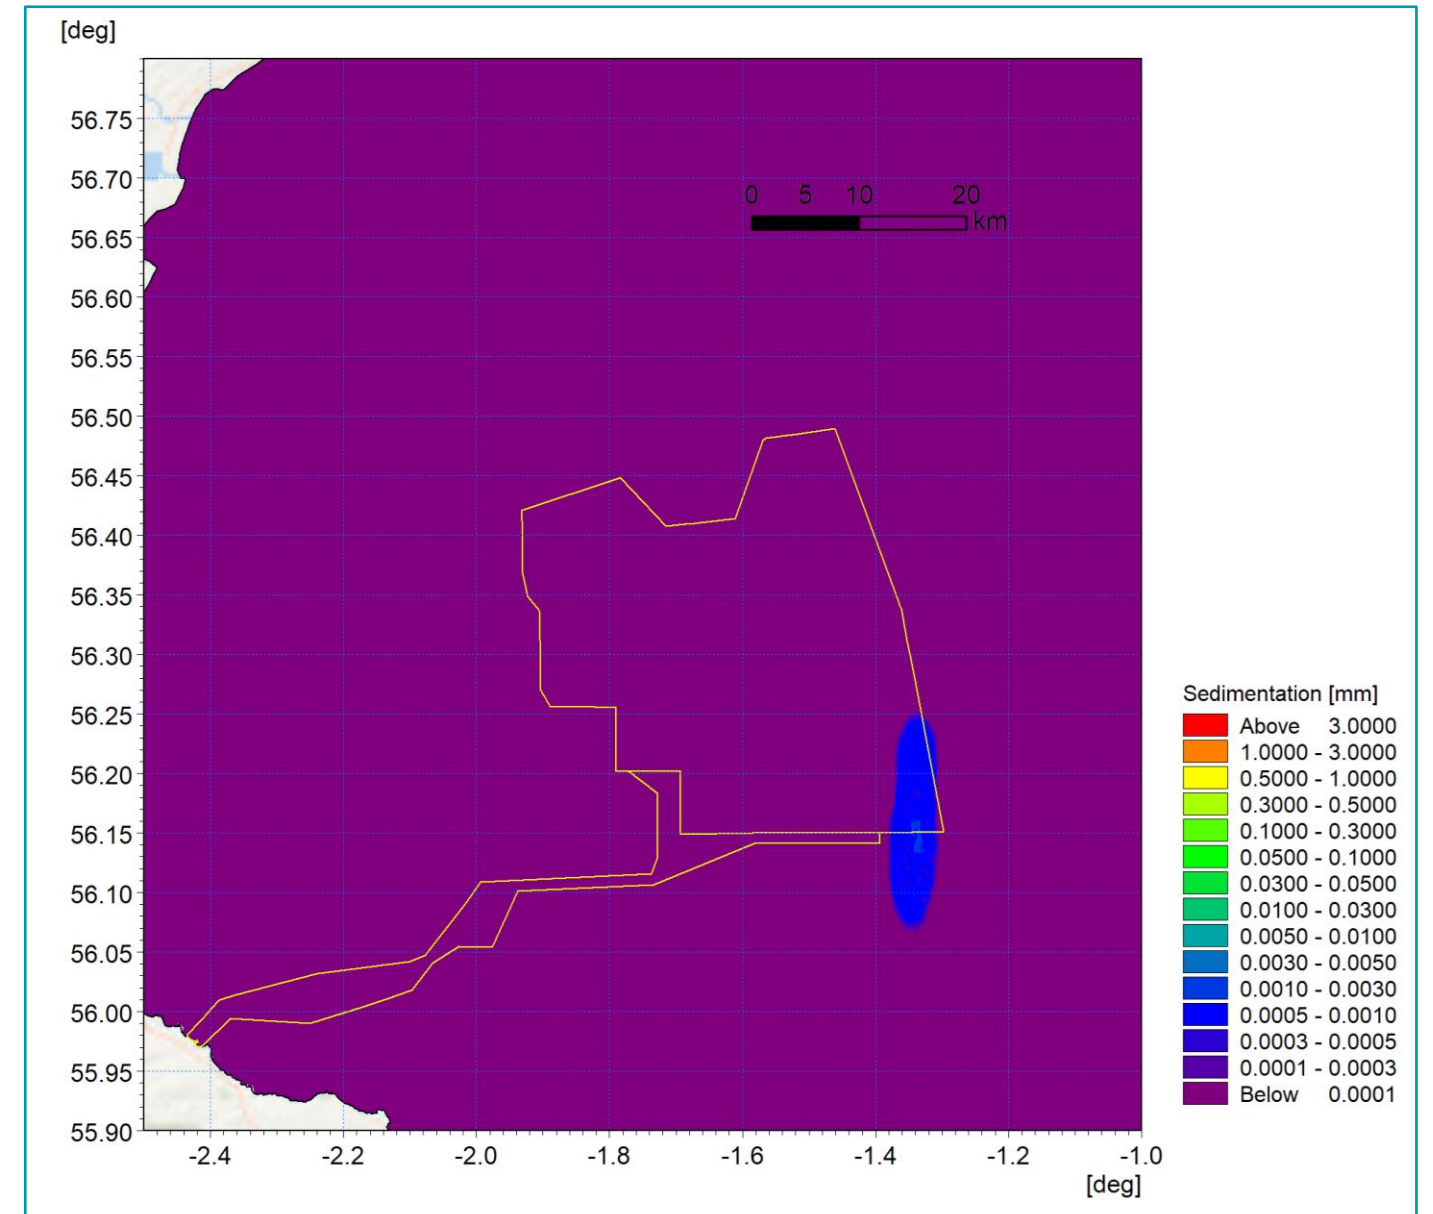 [deg]
56.75
56.70
0 5 10 20
km
56.65
56.60
56.55
56.50
56.45
56.40
56.35
56.30
56.25
56.20
56.15
56.10
56.05
56.00
55.95
55.90
-2.4 -2.2 -2.0 -1.8 -1.6 -1.4 -1.2 -1.0
[deg]
Sedimentation [mm]
Above 3.0000
1.0000 - 3.0000
0.5000 - 1.0000
0.3000 - 0.5000
0.1000 - 0.3000
0.0500 - 0.1000
0.0300 - 0.0500
0.0100 - 0.0300
0.0050 - 0.0100
0.0030 - 0.0050
0.0010 - 0.0030
0.0005 - 0.0010
0.0003 - 0.0005
0.0001 - 0.0003
Below 0.0001